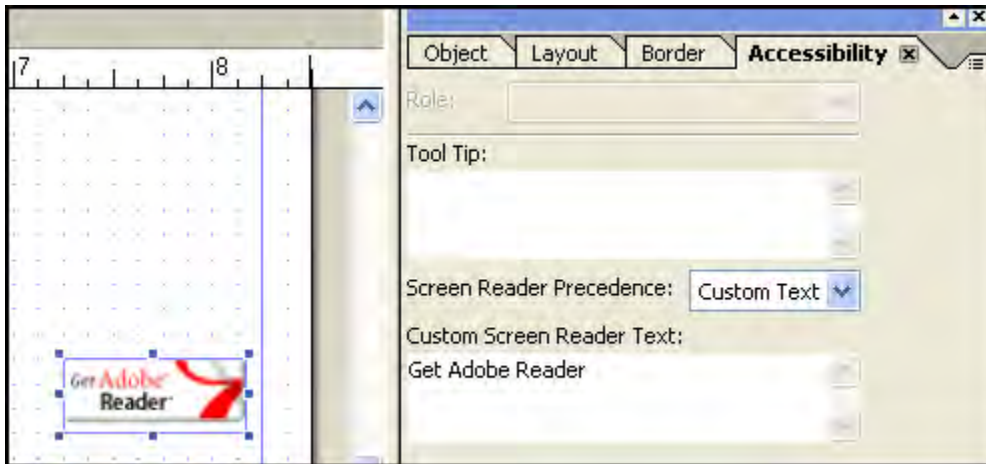 7 8
Object Layout Border Accessibility
Role:
Tool Tip:
Screen Reader Precedence: Custom Text
Custom Screen Reader Text:
Get Adobe Reader
Get Adobe
Reader